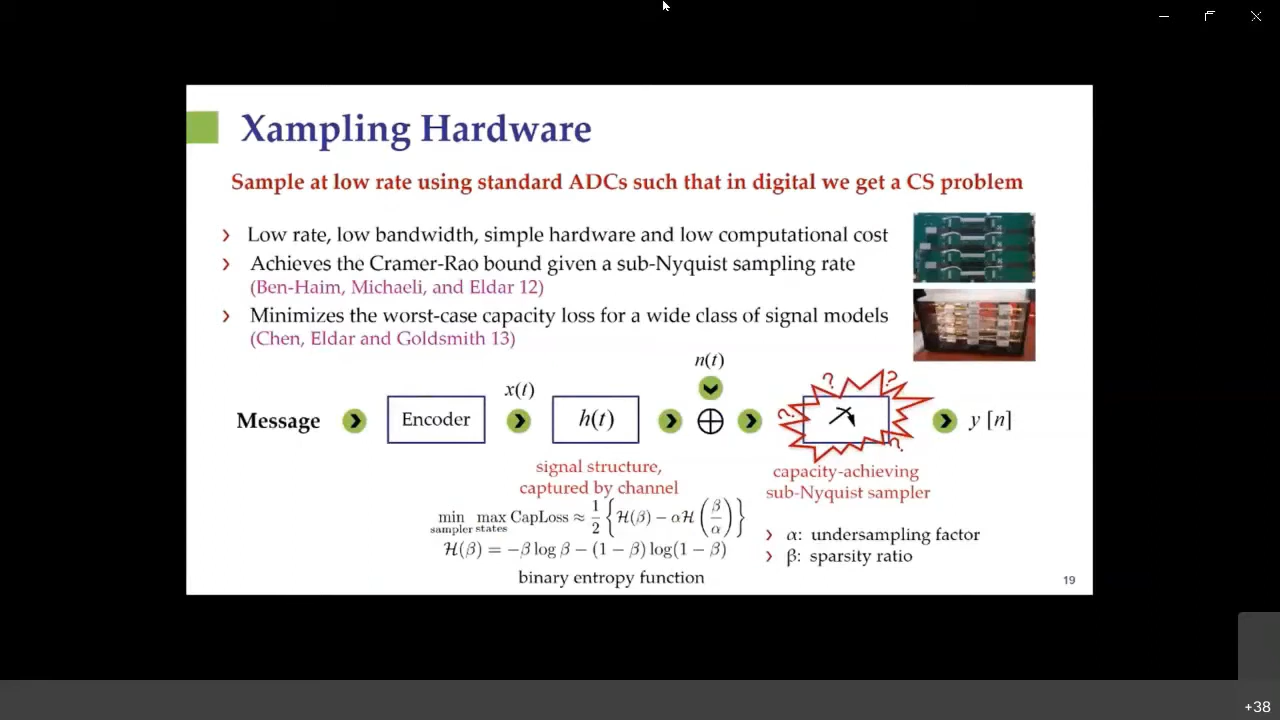 Xampling Hardware
Sample at low rate using standard ADCs such that in digital we get a CS problem
› Low rate, low bandwidth, simple hardware and low computational cost
› Achieves the Cramer-Rao bound given a sub-Nyquist sampling rate
(Ben-Haim, Michaeli, and Eldar 12)
› Minimizes the worst-case capacity loss for a wide class of signal models
(Chen, Eldar and Goldsmith 13)
n(t)
x(t)
? ? ? ?
Message Encoder h(t) ⊕ y [n]
signal structure,
captured by channel
capacity-achieving
sub-Nyquist sampler
min sampler max states CapLoss ≈ 1/2 { H(β) − αH (β/α) }
H(β) = −β log β − (1 − β) log(1 − β)
binary entropy function
› α: undersampling factor
› β: sparsity ratio
19
+38